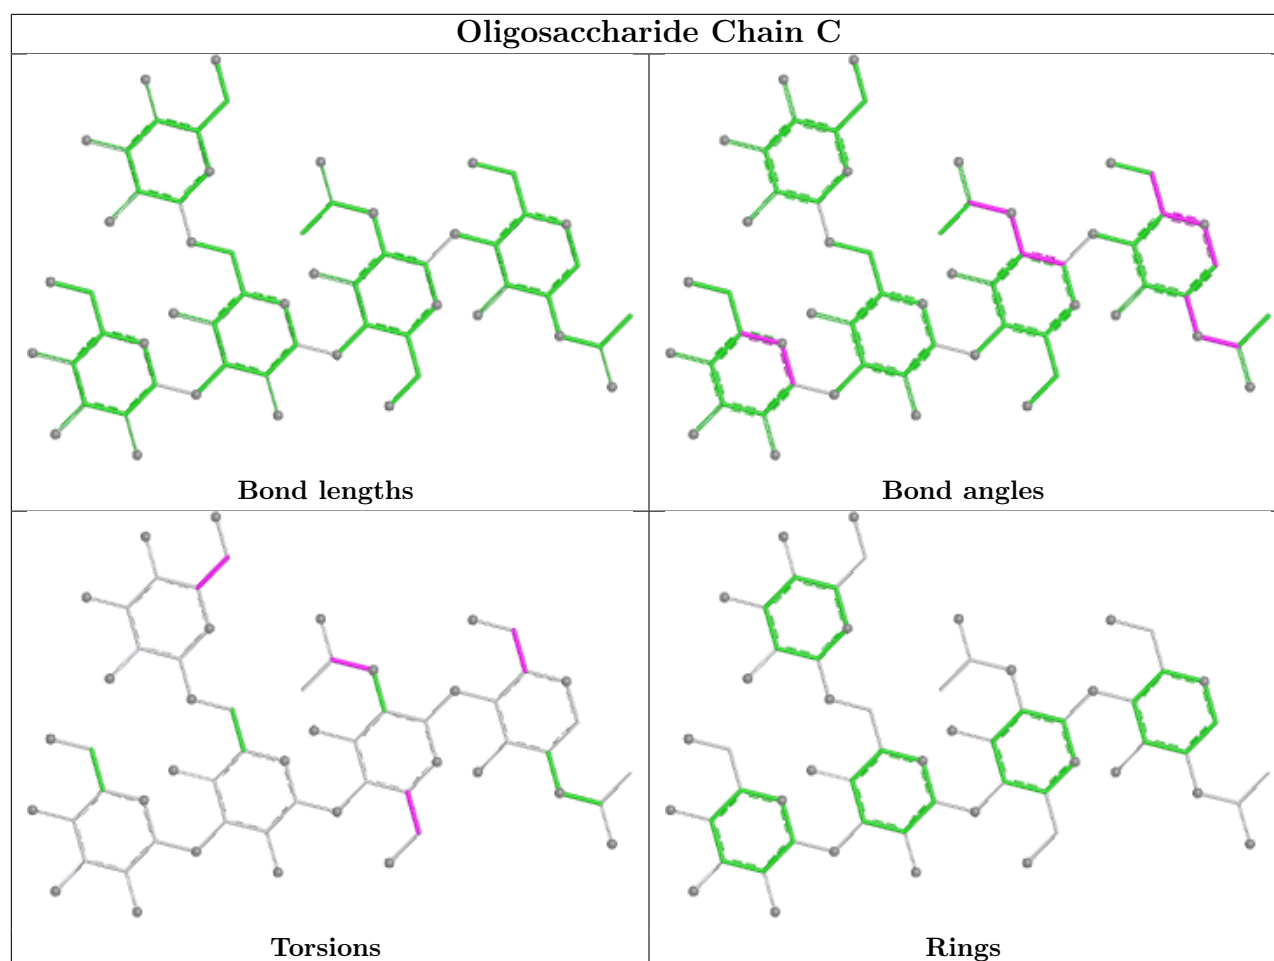 Oligosaccharide Chain C
Bond lengths
Bond angles
Torsions
Rings